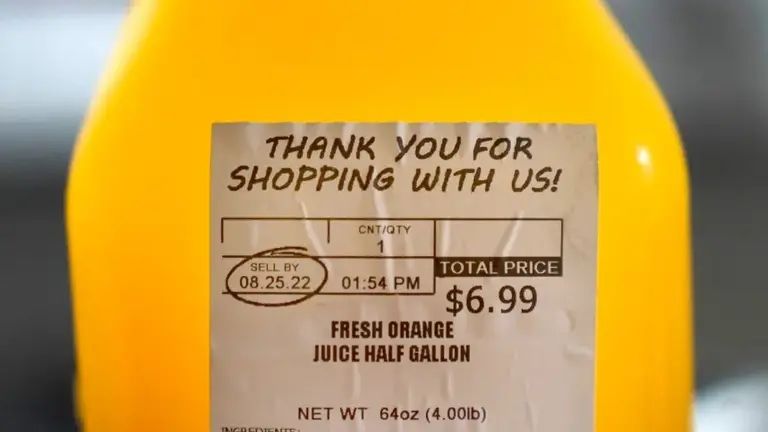 THANK YOU FOR
SHOPPING WITH US!
CNT/QTY
1
SELL BY
08.25.22
01:54 PM
TOTAL PRICE
$6.99
FRESH ORANGE
JUICE HALF GALLON
NET WT 64oz (4.00lb)
INGREDIENTS: